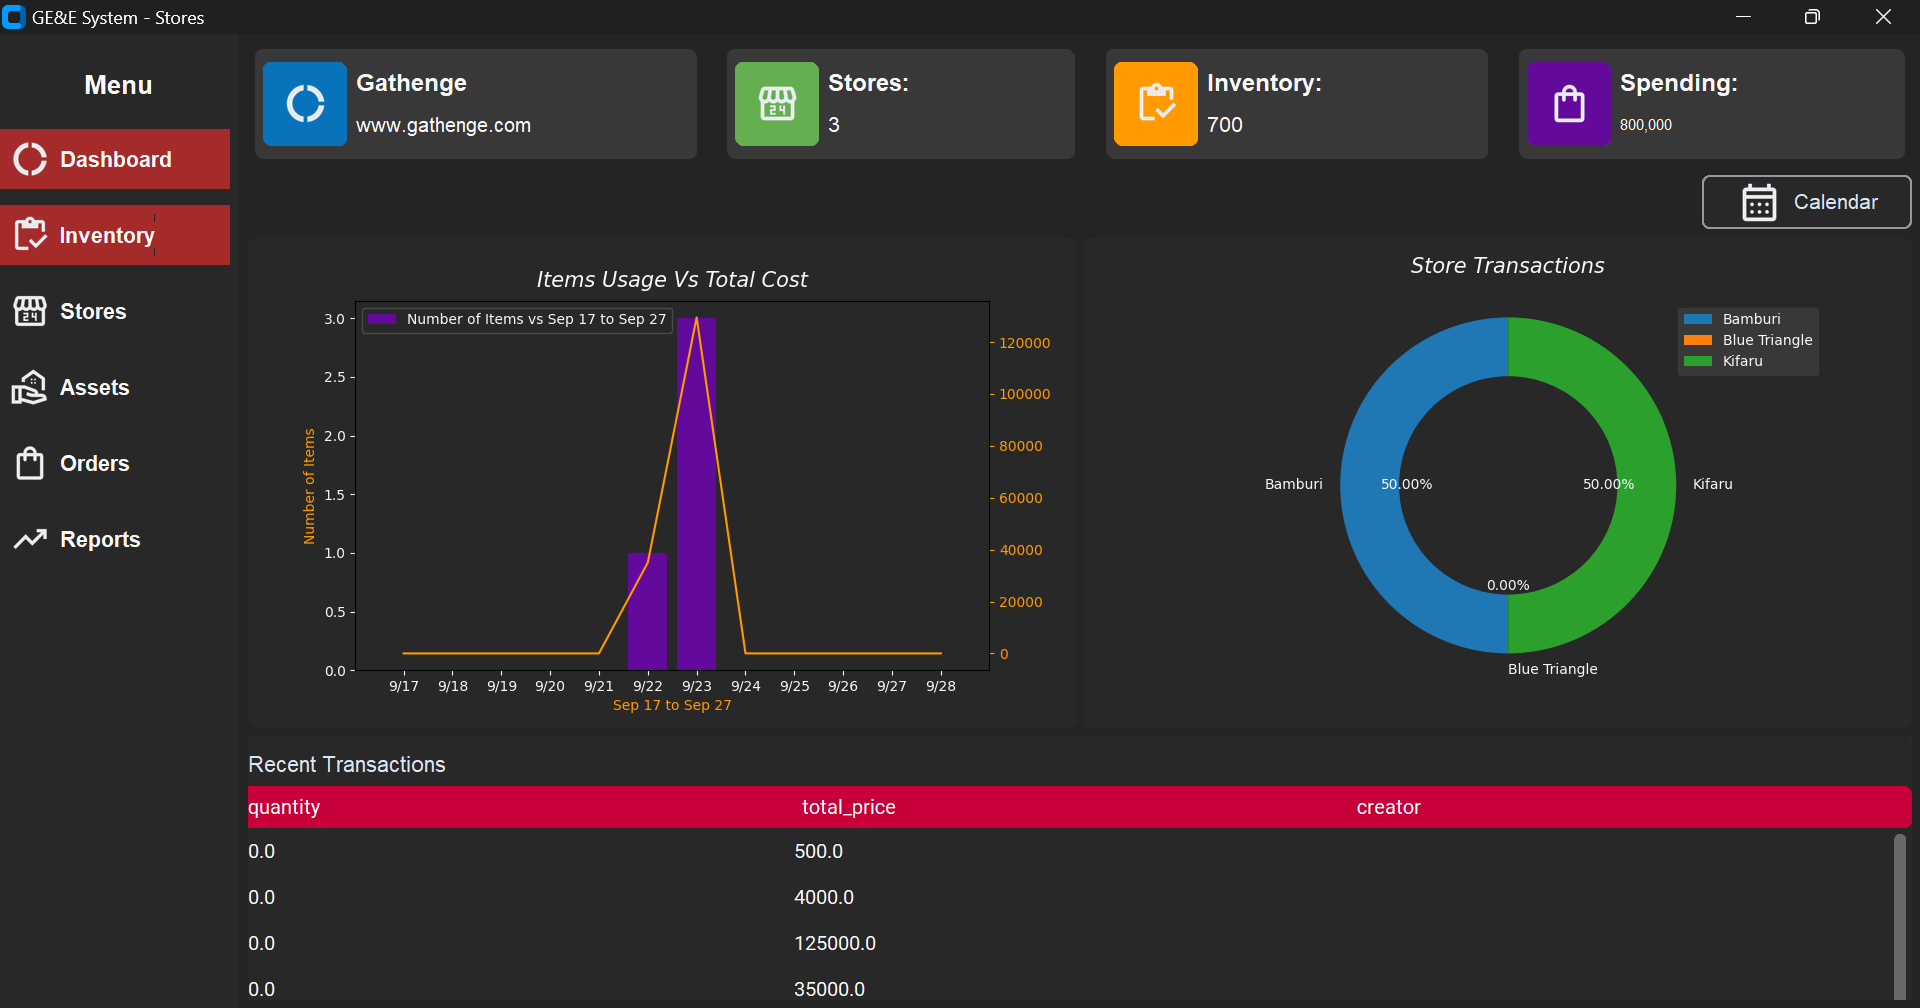 GE&E System - Stores
Menu
Dashboard
Inventory
Stores
Assets
Orders
Reports
Gathenge
www.gathenge.com
Stores:
24
3
Inventory:
700
Spending:
800,000
Calendar
Items Usage Vs Total Cost
Number of Items vs Sep 17 to Sep 27
Number of Items
3.0
2.5
2.0
1.5
1.0
0.5
0.0
120000
100000
80000
60000
40000
20000
0
9/17 9/18 9/19 9/20 9/21 9/22 9/23 9/24 9/25 9/26 9/27 9/28
Sep 17 to Sep 27
Store Transactions
Bamburi
Blue Triangle
Kifaru
Bamburi
50.00%
50.00%
Kifaru
0.00%
Blue Triangle
Recent Transactions
quantity total_price creator
0.0 500.0
0.0 4000.0
0.0 125000.0
0.0 35000.0